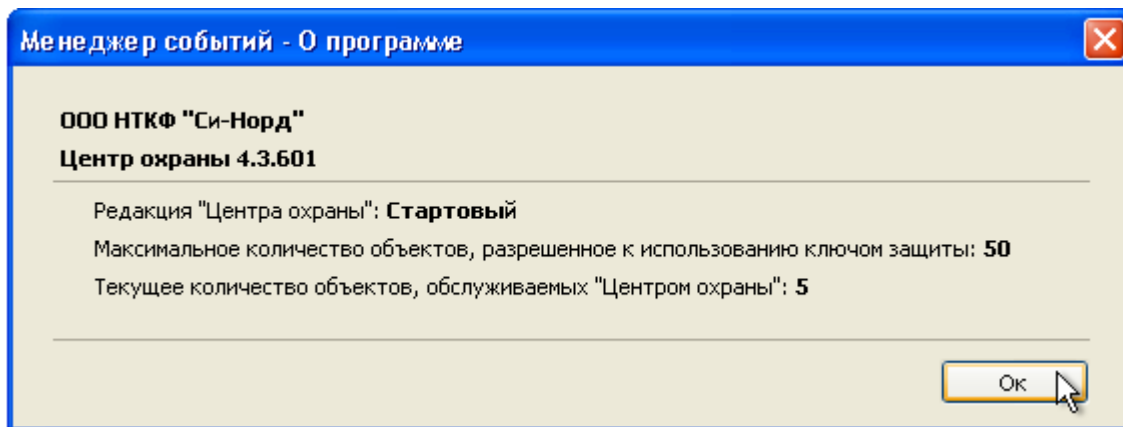 Менеджер событий - О программе
ООО НТКФ "Си-Норд"
Центр охраны 4.3.601
Редакция "Центра охраны": Стартовый
Максимальное количество объектов, разрешенное к использованию ключом защиты: 50
Текущее количество объектов, обслуживаемых "Центром охраны": 5
Ок